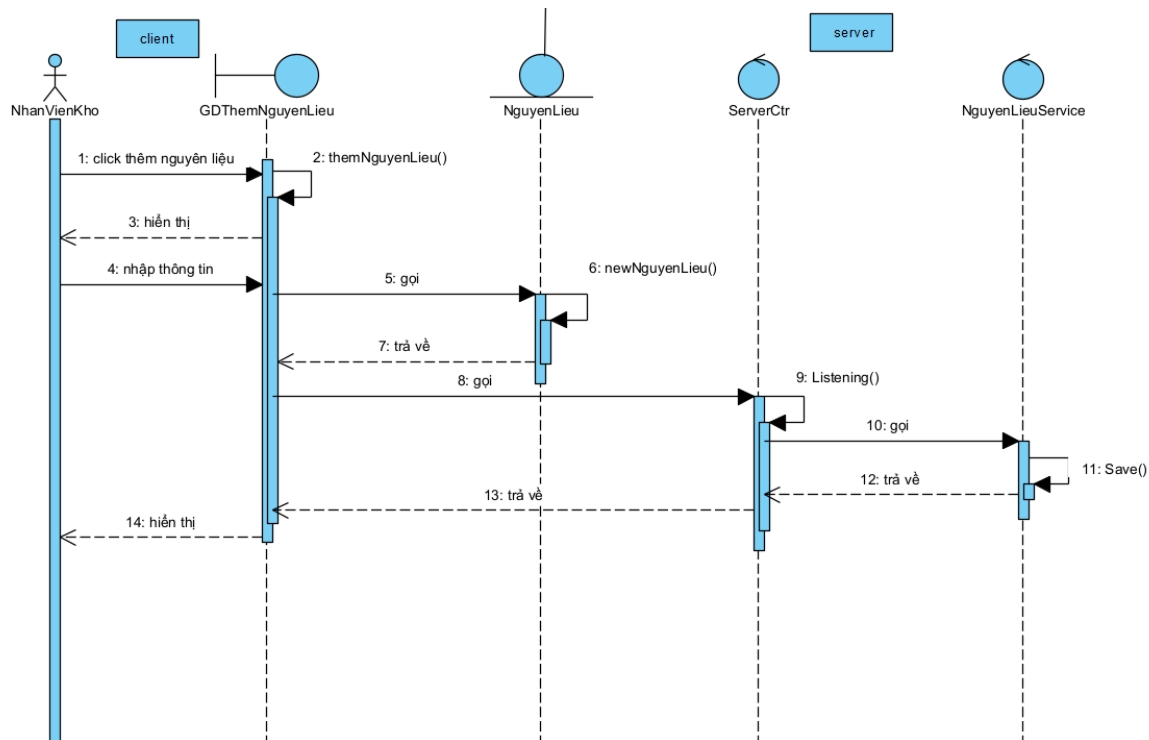 client
server
NhanVienKho
GDThemNguyenLieu
NguyenLieu
ServerCtr
NguyenLieuService
1: click thêm nguyên liệu
2: themNguyenLieu()
3: hiển thị
4: nhập thông tin
5: gọi
6: newNguyenLieu()
7: trả về
8: gọi
9: Listening()
10: gọi
11: Save()
12: trả về
13: trả về
14: hiển thị